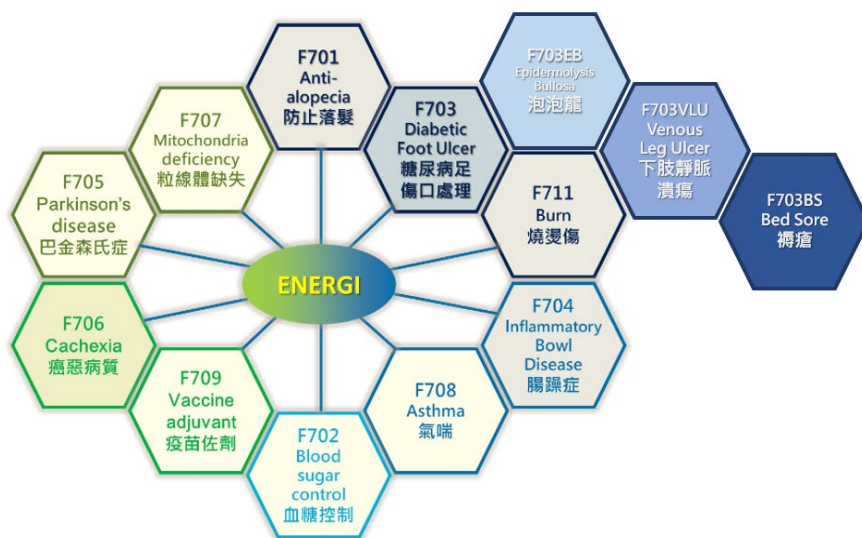 F701
Anti-
alopecia
防止落髮
F703EB
Epidermolysis
Bullosa
泡泡龍
F707
Mitochondria
deficiency
粒線體缺失
F703
Diabetic
Foot Ulcer
糖尿病足
傷口處理
F703VLU
Venous
Leg Ulcer
下肢靜脈
潰瘍
F705
Parkinson's
disease
巴金森氏症
F711
Burn
燒燙傷
F703BS
Bed Sore
褥瘡
ENERGI
F706
Cachexia
癌惡病質
F704
Inflammatory
Bowl
Disease
腸躁症
F709
Vaccine
adjuvant
疫苗佐劑
F708
Asthma
氣喘
F702
Blood
sugar
control
血糖控制